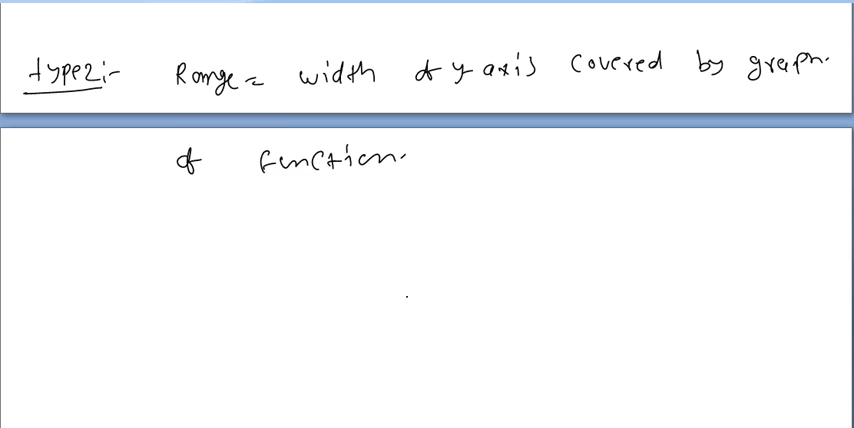 type2:- Range = width of y axis covered by graph.
of function.